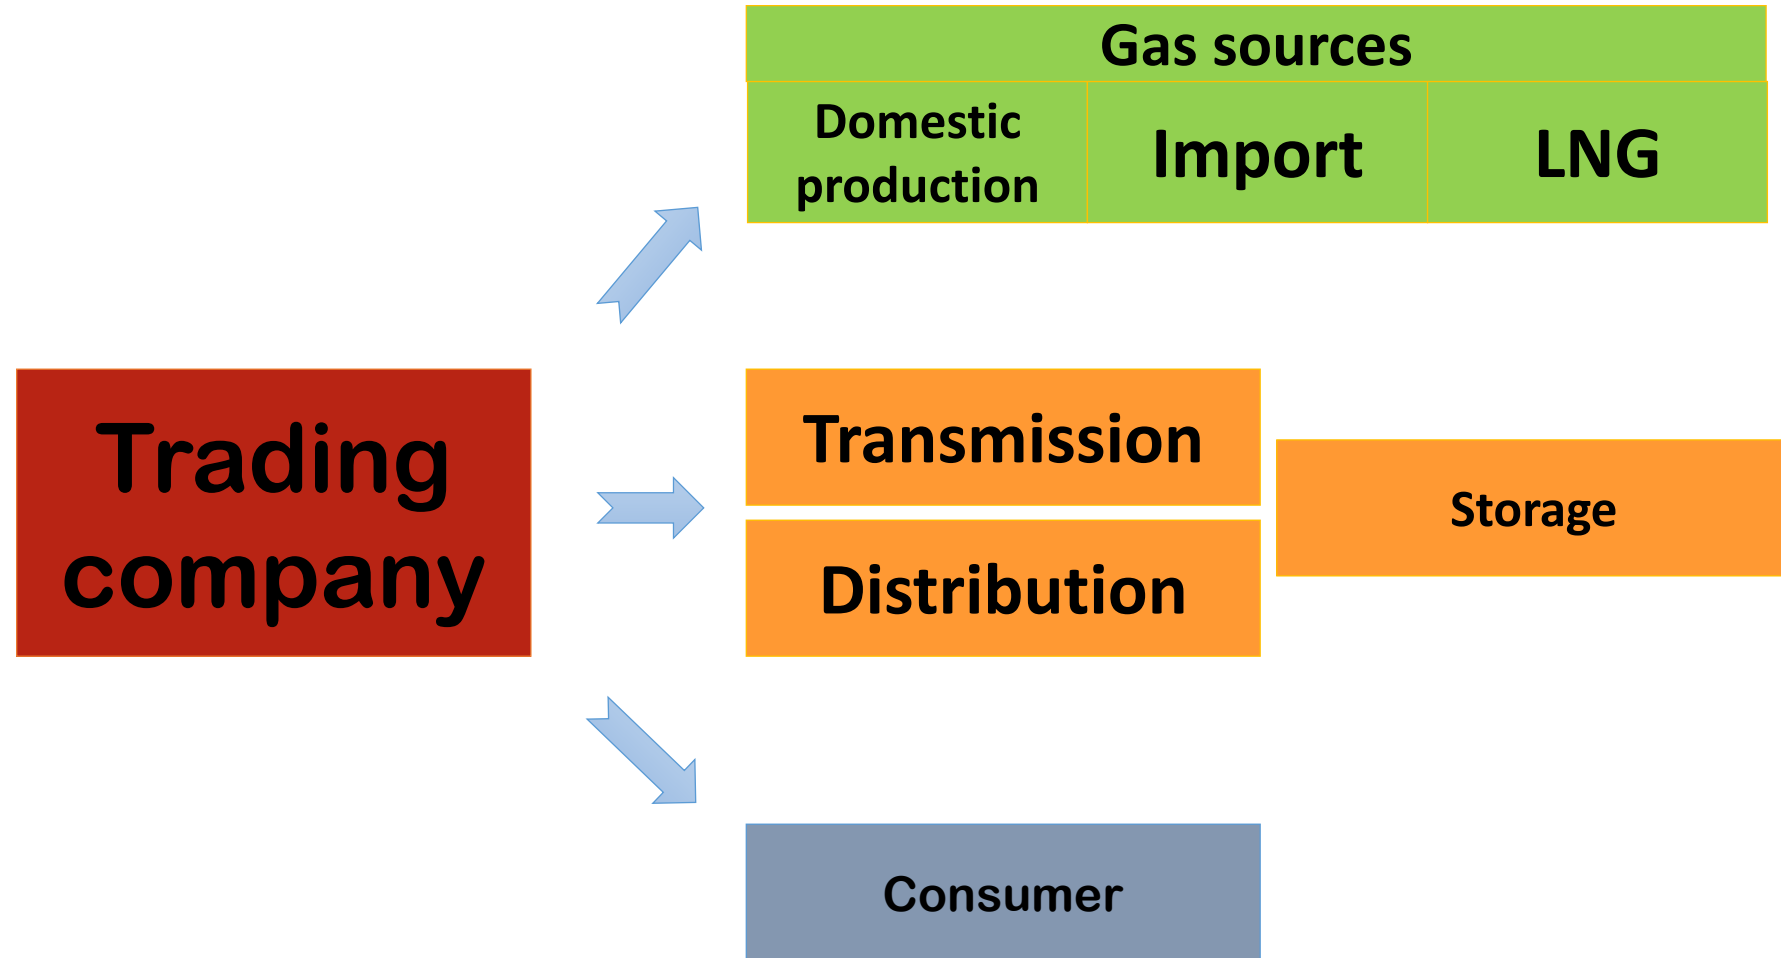 Gas sources
Domestic
production
Import
LNG
Trading
company
Transmission
Distribution
Storage
Consumer